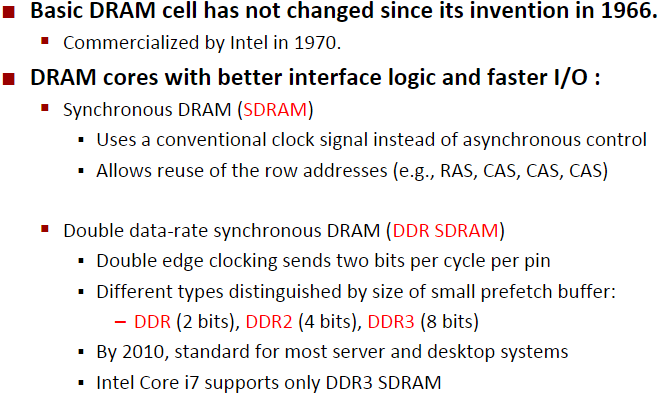 ■ Basic DRAM cell has not changed since its invention in 1966.
▪ Commercialized by Intel in 1970.
■ DRAM cores with better interface logic and faster I/O :
▪ Synchronous DRAM (SDRAM)
▪ Uses a conventional clock signal instead of asynchronous control
▪ Allows reuse of the row addresses (e.g., RAS, CAS, CAS, CAS)
▪ Double data-rate synchronous DRAM (DDR SDRAM)
▪ Double edge clocking sends two bits per cycle per pin
▪ Different types distinguished by size of small prefetch buffer:
– DDR (2 bits), DDR2 (4 bits), DDR3 (8 bits)
▪ By 2010, standard for most server and desktop systems
▪ Intel Core i7 supports only DDR3 SDRAM